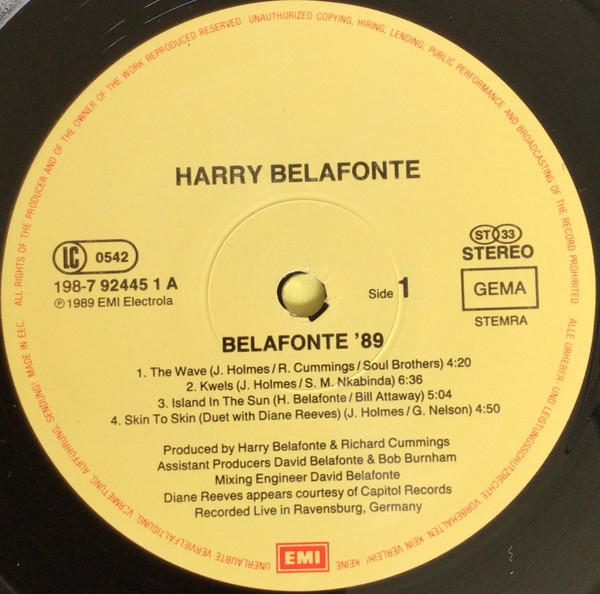 ALL RIGHTS OF THE PRODUCER AND OF THE OWNER OF THE WORK REPRODUCED RESERVED. UNAUTHORIZED COPYING, HIRING, LENDING, PUBLIC PERFORMANCE AND BROADCASTING OF THE RECORD PROHIBITED.
ALLE URHEBER- UND LEISTUNGSSCHUTZRECHTE VORBEHALTEN KEIN VERLEIH! KEINE
UNERLAUBTE VERVIELFÄLTIGUNG, VERMIETUNG, AUFFÜHRUNG, SENDUNG! MADE IN EEC.
HARRY BELAFONTE
LC 0542
198-7 92445 1 A
℗ 1989 EMI Electrola
ST 33
STEREO
GEMA
STEMRA
Side 1
BELAFONTE '89
1. The Wave (J. Holmes / R. Cummings / Soul Brothers) 4:20
2. Kwels (J. Holmes / S. M. Nkabinda) 6:36
3. Island In The Sun (H. Belafonte / Bill Attaway) 5:04
4. Skin To Skin (Duet with Diane Reeves) (J. Holmes / G. Nelson) 4:50
Produced by Harry Belafonte & Richard Cummings
Assistant Producers David Belafonte & Bob Burnham
Mixing Engineer David Belafonte
Diane Reeves appears courtesy of Capitol Records
Recorded Live in Ravensburg, Germany
EMI